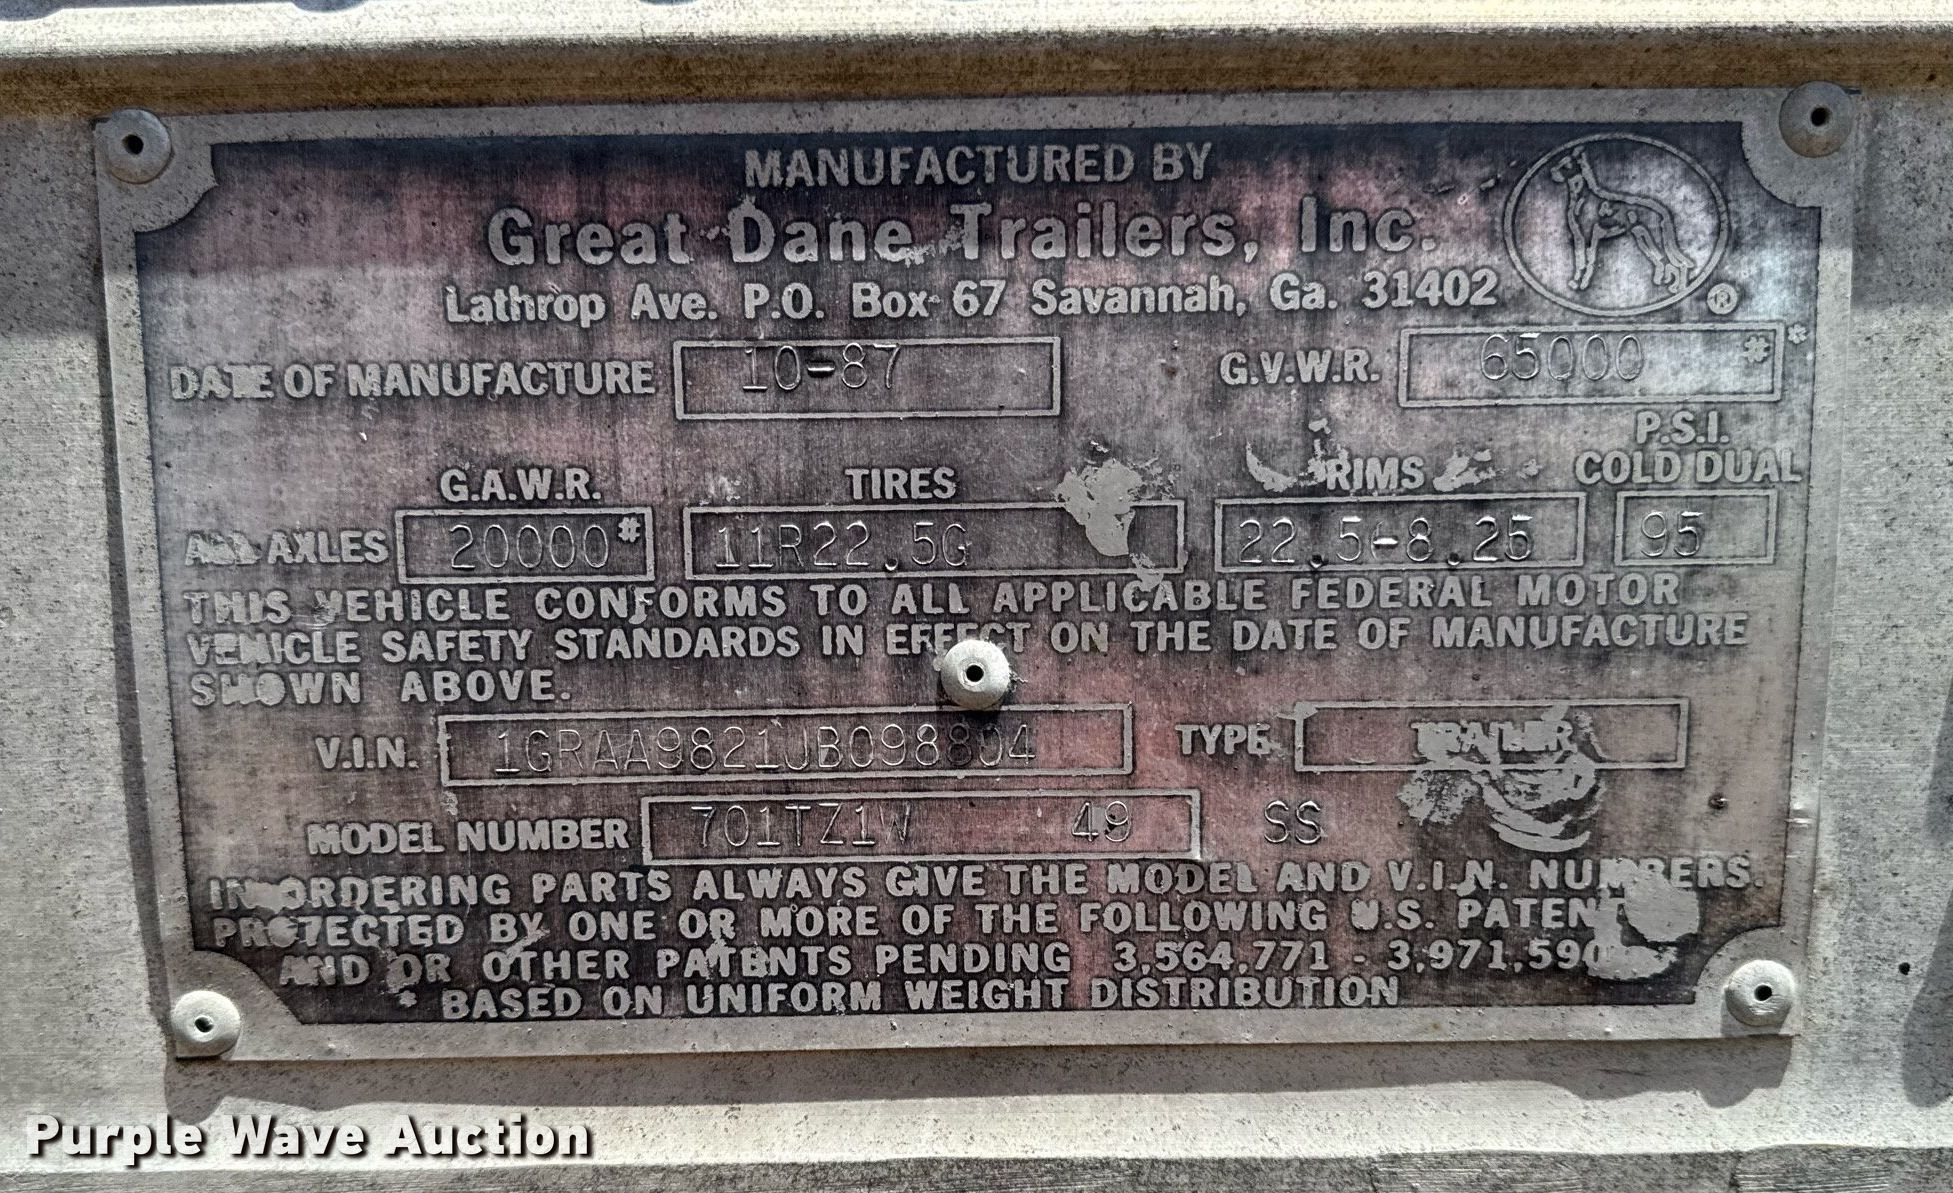 MANUFACTURED BY
Great Dane Trailers, Inc.
Lathrop Ave. P.O. Box 67 Savannah, Ga. 31402
®
DATE OF MANUFACTURE 10-87 G.V.W.R. 65000 # *
G.A.W.R. TIRES RIMS P.S.I. COLD DUAL
ALL AXLES 20000# 11R22.5G 22.5-8.25 95
THIS VEHICLE CONFORMS TO ALL APPLICABLE FEDERAL MOTOR
VEHICLE SAFETY STANDARDS IN EFFECT ON THE DATE OF MANUFACTURE
SHOWN ABOVE.
V.I.N. 1GRAA9821JB098804 TYPE TRAILER
MODEL NUMBER 701TZ1W 49 SS
IN ORDERING PARTS ALWAYS GIVE THE MODEL AND V.I.N. NUMBERS.
PROTECTED BY ONE OR MORE OF THE FOLLOWING U.S. PATENT
AND OR OTHER PATENTS PENDING 3,564,771 - 3,971,590
* BASED ON UNIFORM WEIGHT DISTRIBUTION
Purple Wave Auction